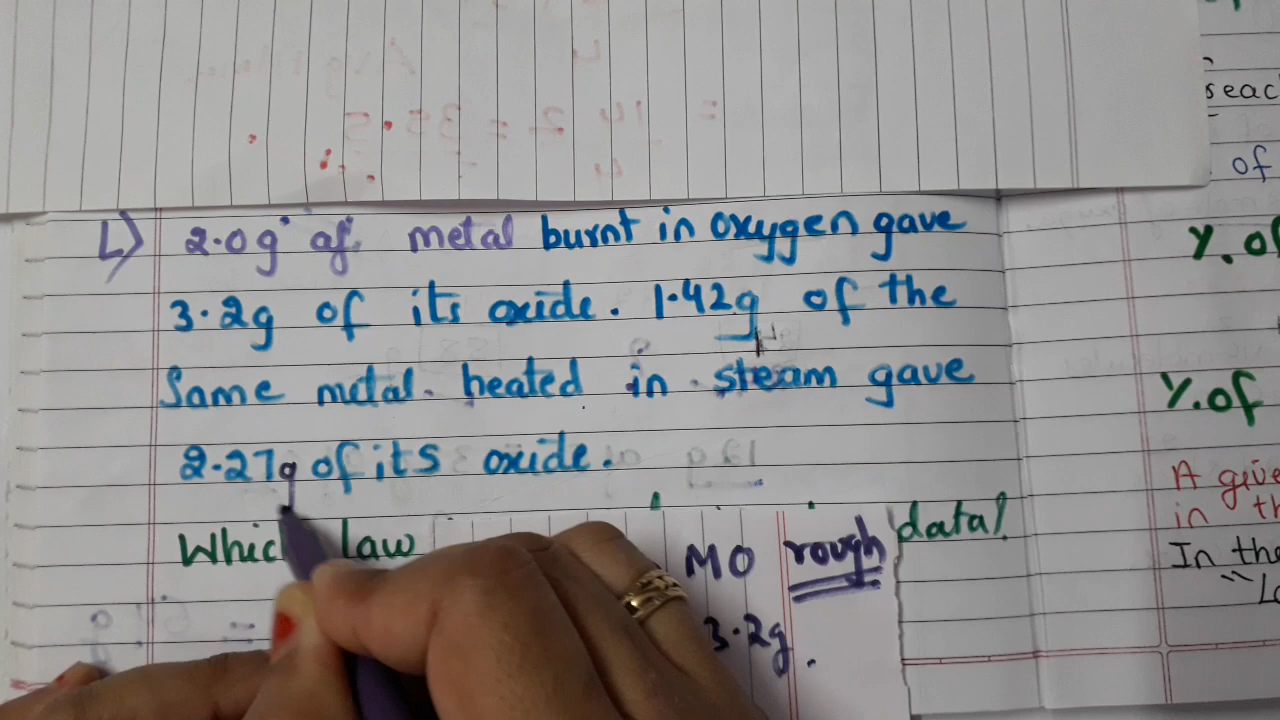 L) 2.0g of metal burnt in oxygen gave
3.2g of its oxide. 1.42g of the
Same metal heated in steam gave
2.27g of its oxide.
Which law data?
MO rough
3.2g.
of
Y. of
Y. of
A give
in th
In the